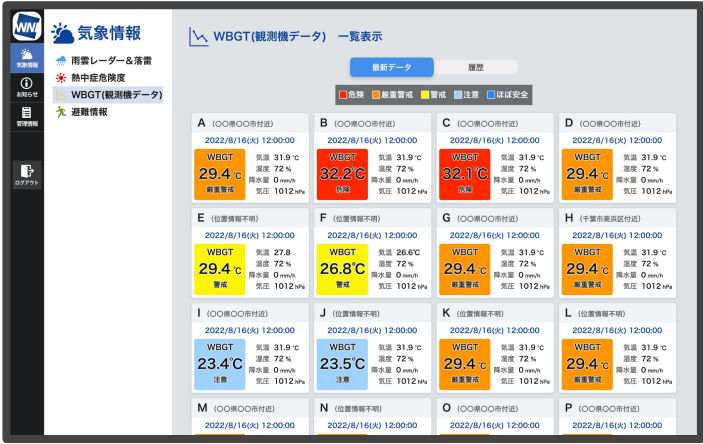 WNI
気象情報
お知らせ
管理情報
ログアウト
気象情報
雨雲レーダー&落雷
熱中症危険度
WBGT(観測機データ)
避難情報
WBGT(観測機データ) 一覧表示
最新データ 履歴
危険 厳重警戒 警戒 注意 ほぼ安全
A (〇〇県〇〇市付近)
2022/8/16(火) 12:00:00
WBGT
29.4℃
厳重警戒
気温 31.9℃
湿度 72%
降水量 0mm/h
気圧 1012hPa
B (〇〇県〇〇市付近)
2022/8/16(火) 12:00:00
WBGT
32.2℃
危険
気温 31.9℃
湿度 72%
降水量 0mm/h
気圧 1012hPa
C (〇〇県〇〇市付近)
2022/8/16(火) 12:00:00
WBGT
32.1℃
危険
気温 31.9℃
湿度 72%
降水量 0mm/h
気圧 1012hPa
D (〇〇県〇〇市付近)
2022/8/16(火) 12:00:00
WBGT
29.4℃
厳重警戒
気温 31.9℃
湿度 72%
降水量 0mm/h
気圧 1012hPa
E (位置情報不明)
2022/8/16(火) 12:00:00
WBGT
29.4℃
警戒
気温 27.8
湿度 72%
降水量 0mm/h
気圧 1012hPa
F (位置情報不明)
2022/8/16(火) 12:00:00
WBGT
26.8℃
警戒
気温 26.6℃
湿度 72%
降水量 0mm/h
気圧 1012hPa
G (〇〇県〇〇市付近)
2022/8/16(火) 12:00:00
WBGT
29.4℃
厳重警戒
気温 31.9℃
湿度 72%
降水量 0mm/h
気圧 1012hPa
H (千葉市美浜区付近)
2022/8/16(火) 12:00:00
WBGT
29.4℃
厳重警戒
気温 31.9℃
湿度 72%
降水量 0mm/h
気圧 1012hPa
I (〇〇県〇〇市付近)
2022/8/16(火) 12:00:00
WBGT
23.4℃
注意
気温 31.9℃
湿度 72%
降水量 0mm/h
気圧 1012hPa
J (位置情報不明)
2022/8/16(火) 12:00:00
WBGT
23.5℃
注意
気温 31.9℃
湿度 72%
降水量 0mm/h
気圧 1012hPa
K (位置情報不明)
2022/8/16(火) 12:00:00
WBGT
29.4℃
厳重警戒
気温 31.9℃
湿度 72%
降水量 0mm/h
気圧 1012hPa
L (位置情報不明)
2022/8/16(火) 12:00:00
WBGT
29.4℃
厳重警戒
気温 31.9℃
湿度 72%
降水量 0mm/h
気圧 1012hPa
M (〇〇県〇〇市付近)
2022/8/16(火) 12:00:00
N (位置情報不明)
2022/8/16(火) 12:00:00
O (〇〇県〇〇市付近)
2022/8/16(火) 12:00:00
P (〇〇県〇〇市付近)
2022/8/16(火) 12:00:00